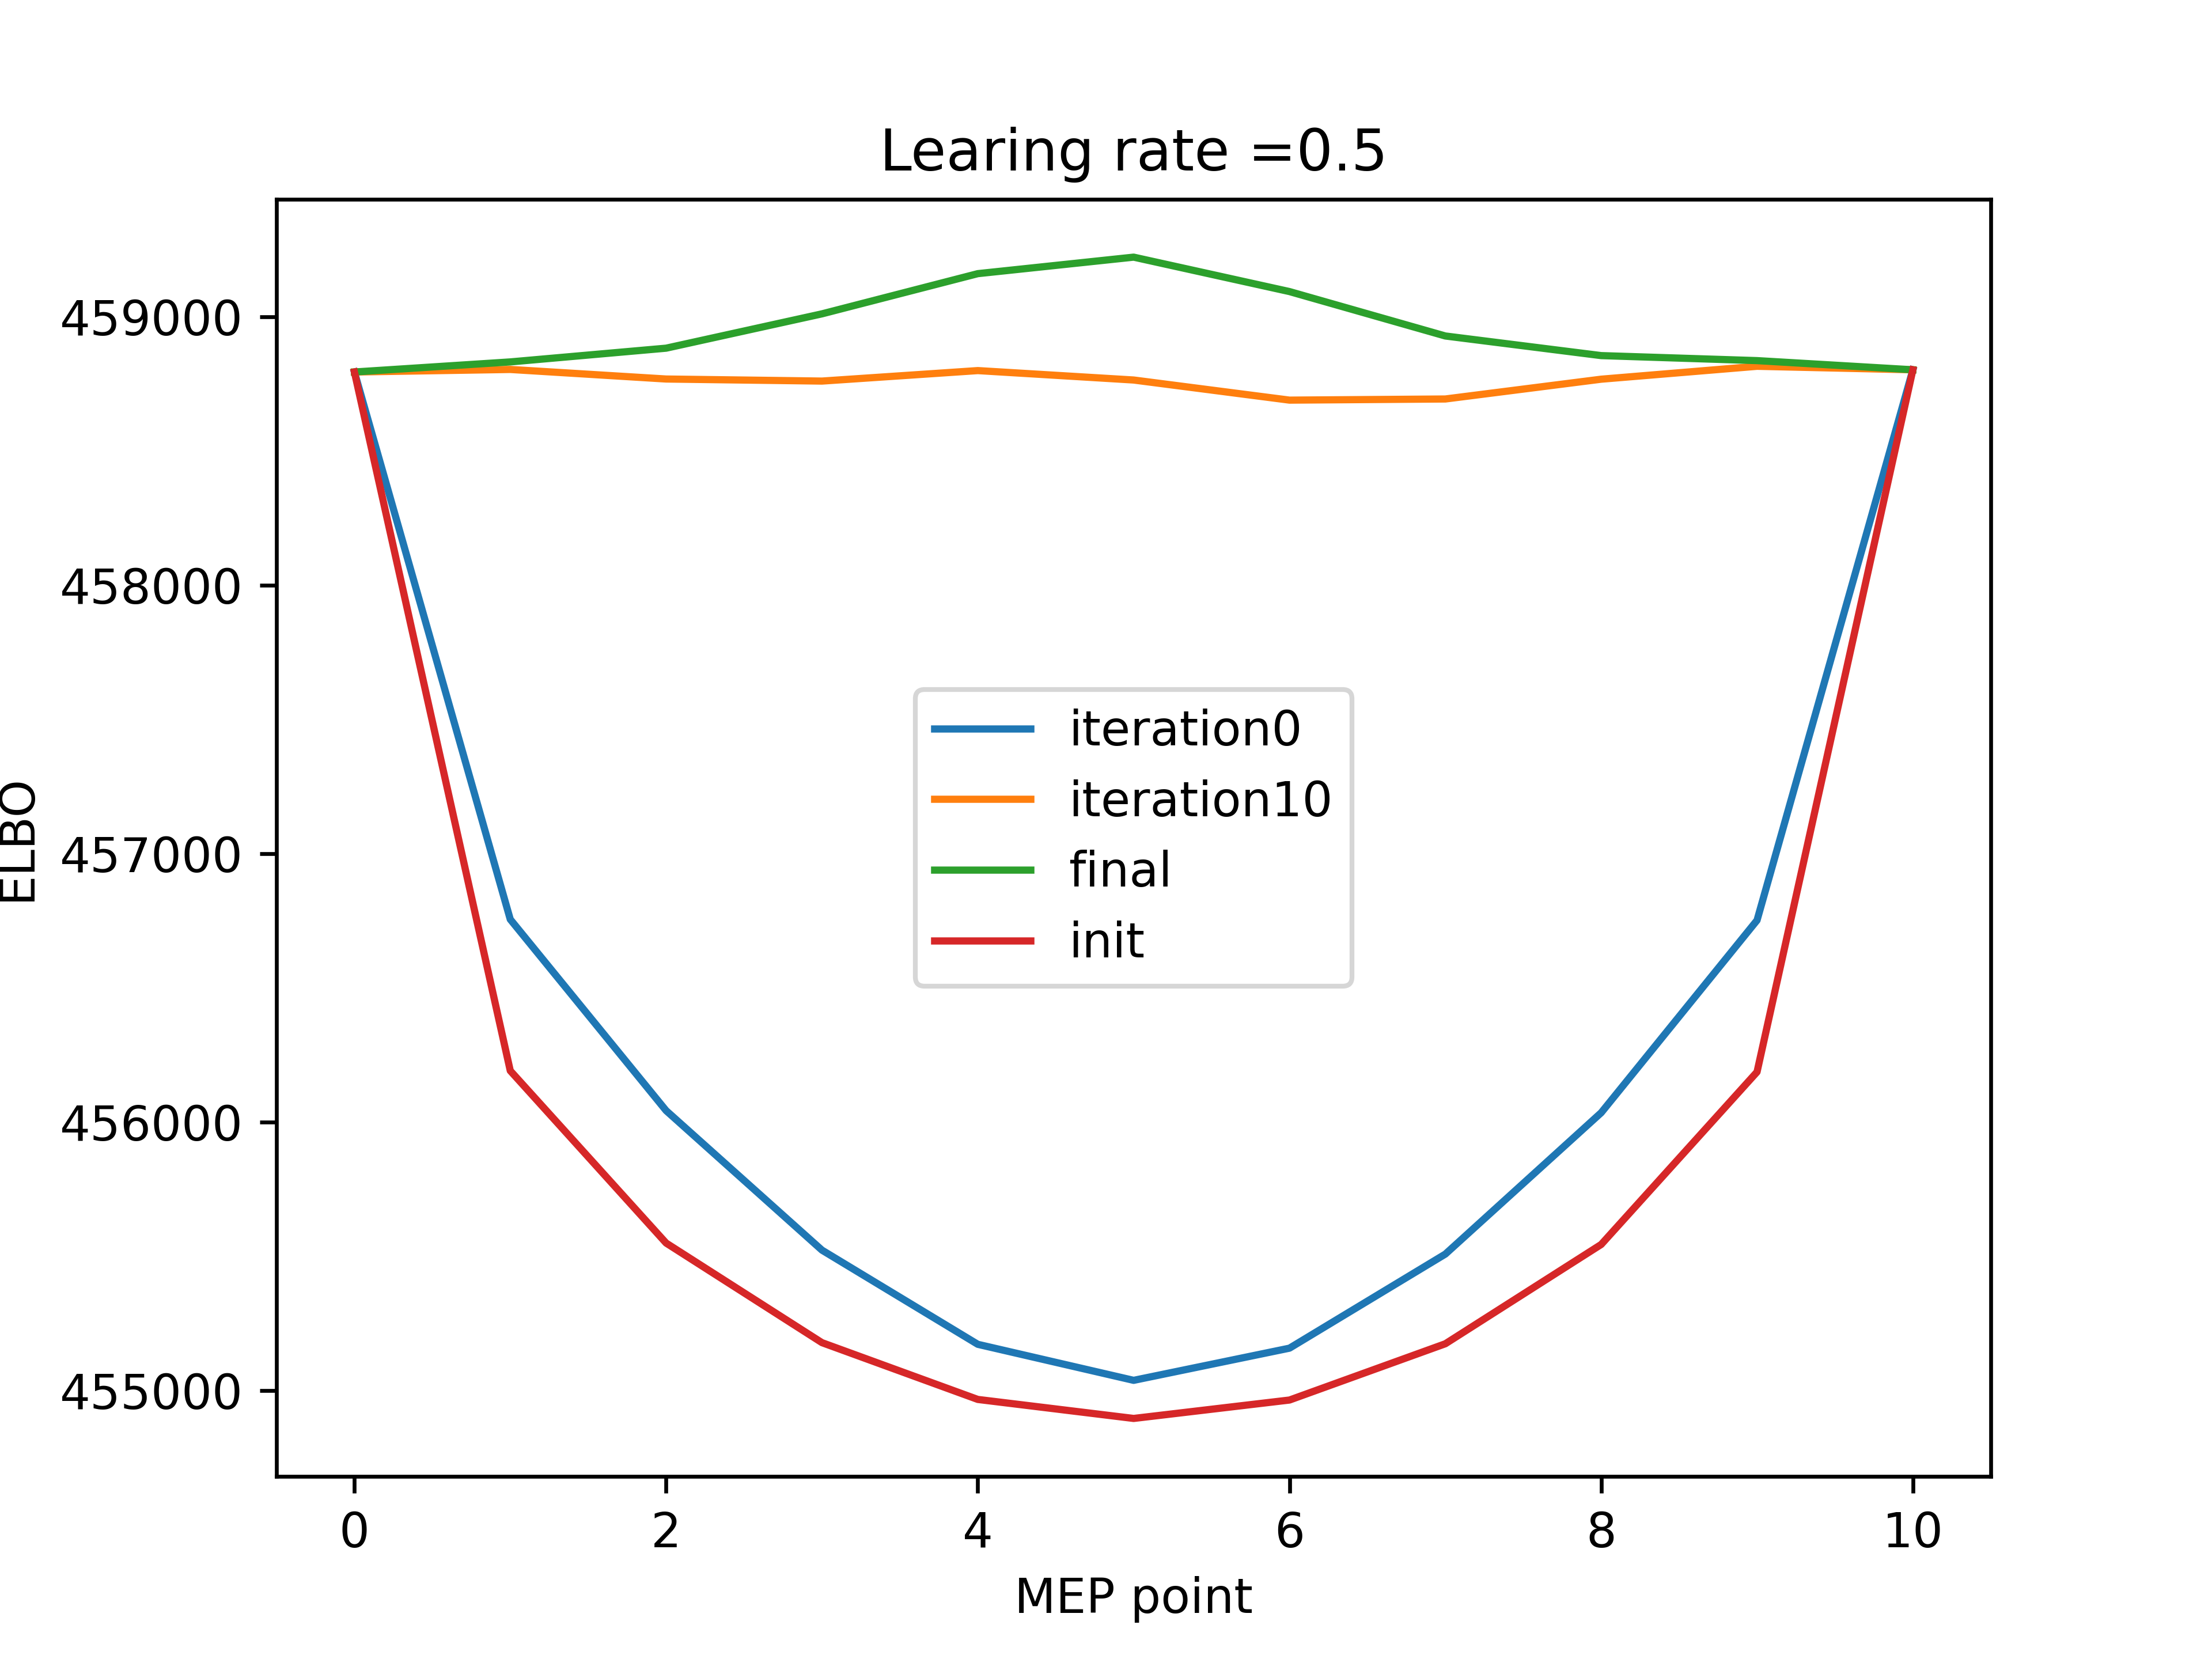 Learing rate =0.5
459000
458000
457000
456000
455000
ELBO
iteration0
iteration10
final
init
0 2 4 6 8 10
MEP point